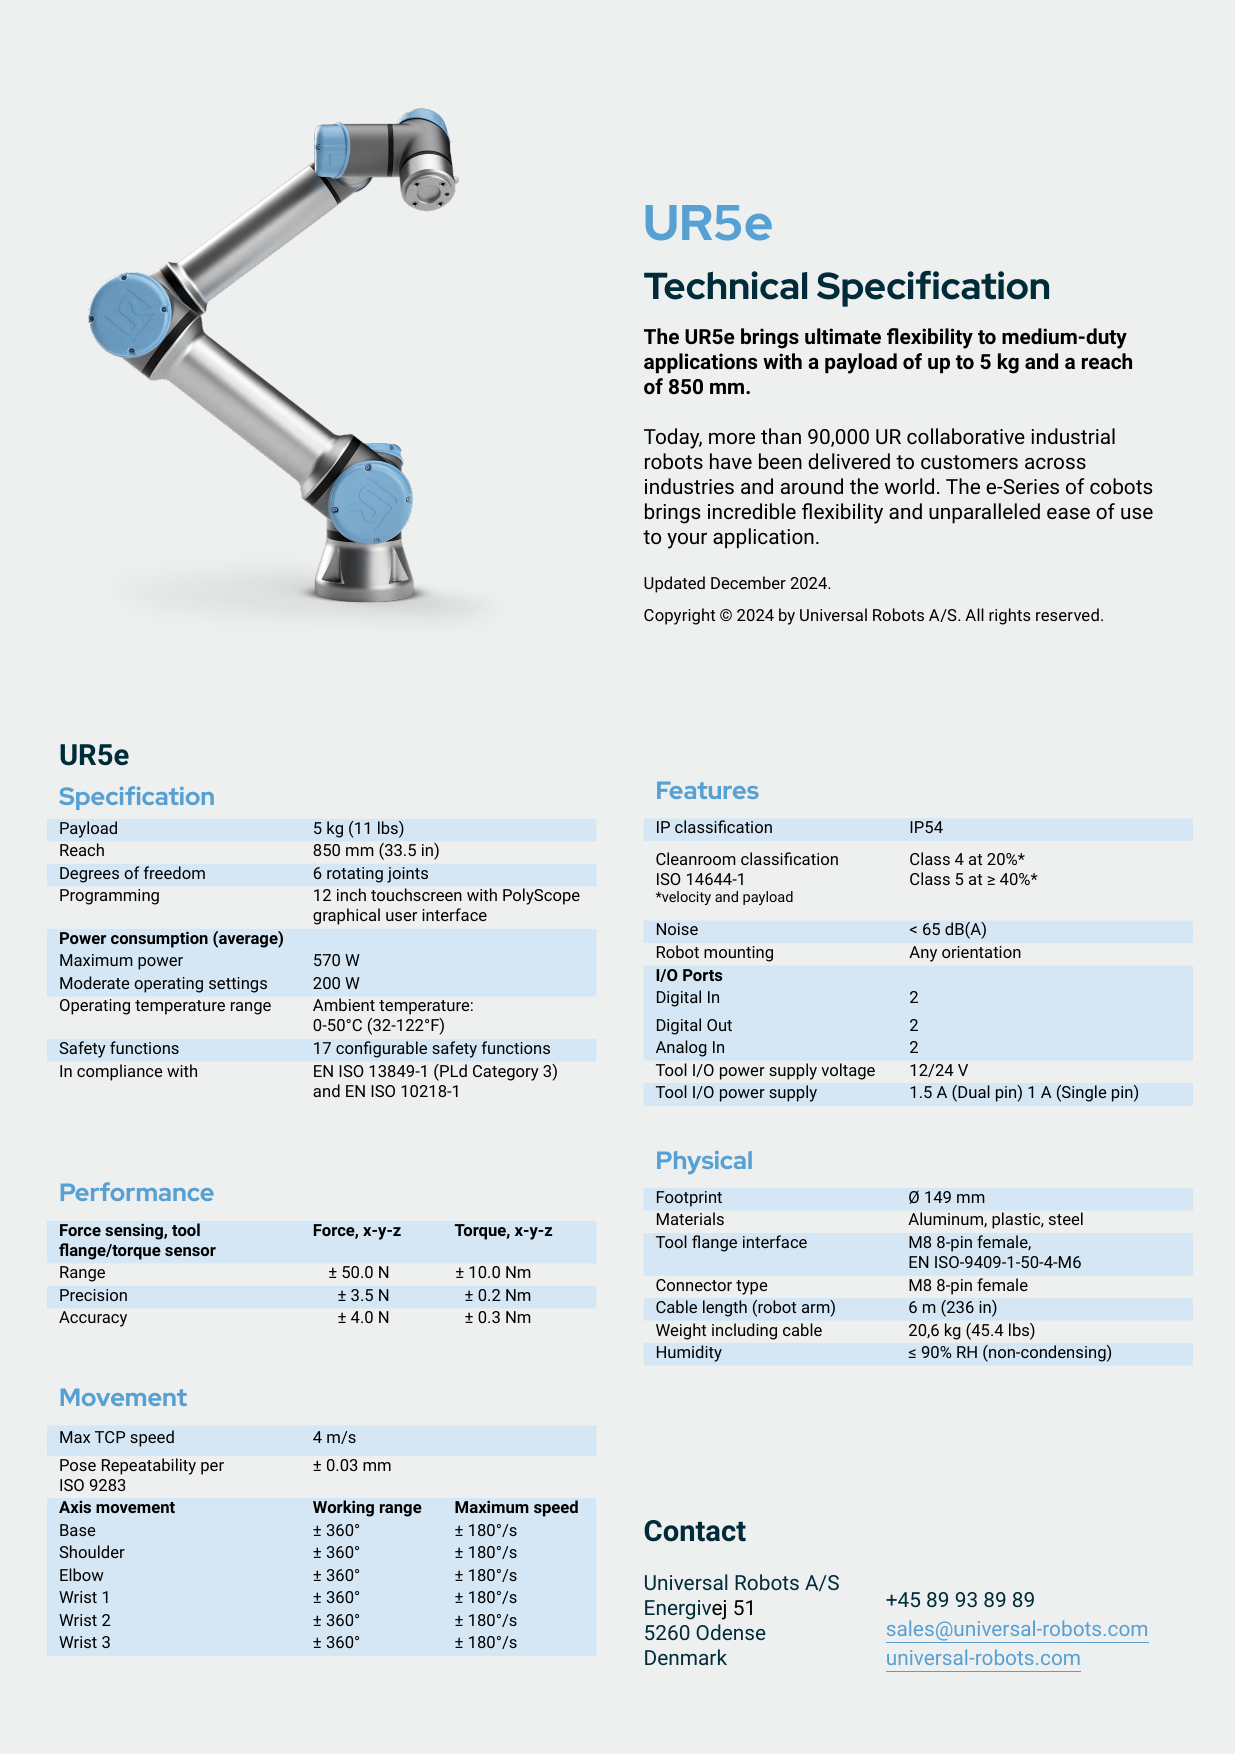 UR5e
Technical Specification
The UR5e brings ultimate flexibility to medium-duty
applications with a payload of up to 5 kg and a reach
of 850 mm.
Today, more than 90,000 UR collaborative industrial
robots have been delivered to customers across
industries and around the world. The e-Series of cobots
brings incredible flexibility and unparalleled ease of use
to your application.
Updated December 2024.
Copyright © 2024 by Universal Robots A/S. All rights reserved.
UR5e
Specification
Payload 5 kg (11 lbs)
Reach 850 mm (33.5 in)
Degrees of freedom 6 rotating joints
Programming 12 inch touchscreen with PolyScope
graphical user interface
Power consumption (average)
Maximum power 570 W
Moderate operating settings 200 W
Operating temperature range Ambient temperature:
0-50°C (32-122°F)
Safety functions 17 configurable safety functions
In compliance with EN ISO 13849-1 (PLd Category 3)
and EN ISO 10218-1
Performance
Force sensing, tool Force, x-y-z Torque, x-y-z
flange/torque sensor
Range ± 50.0 N ± 10.0 Nm
Precision ± 3.5 N ± 0.2 Nm
Accuracy ± 4.0 N ± 0.3 Nm
Movement
Max TCP speed 4 m/s
Pose Repeatability per ± 0.03 mm
ISO 9283
Axis movement Working range Maximum speed
Base ± 360° ± 180°/s
Shoulder ± 360° ± 180°/s
Elbow ± 360° ± 180°/s
Wrist 1 ± 360° ± 180°/s
Wrist 2 ± 360° ± 180°/s
Wrist 3 ± 360° ± 180°/s
Features
IP classification IP54
Cleanroom classification Class 4 at 20%*
ISO 14644-1 Class 5 at ≥ 40%*
*velocity and payload
Noise < 65 dB(A)
Robot mounting Any orientation
I/O Ports
Digital In 2
Digital Out 2
Analog In 2
Tool I/O power supply voltage 12/24 V
Tool I/O power supply 1.5 A (Dual pin) 1 A (Single pin)
Physical
Footprint Ø 149 mm
Materials Aluminum, plastic, steel
Tool flange interface M8 8-pin female,
EN ISO-9409-1-50-4-M6
Connector type M8 8-pin female
Cable length (robot arm) 6 m (236 in)
Weight including cable 20,6 kg (45.4 lbs)
Humidity ≤ 90% RH (non-condensing)
Contact
Universal Robots A/S
Energivej 51
5260 Odense
Denmark
+45 89 93 89 89
sales@universal-robots.com
universal-robots.com